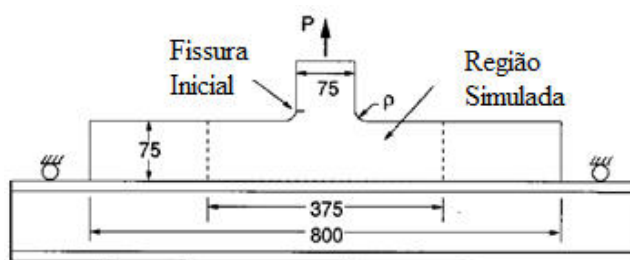 P
Fissura
Inicial
75
ρ
Região
Simulada
75
375
800